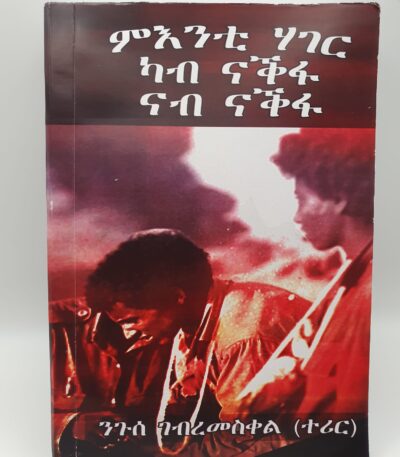 ምእንቲ ሃገር
ካብ ናቕፋ
ናብ ናቕፋ
ንጉሰ ገብረመስቀል (ተሪር)